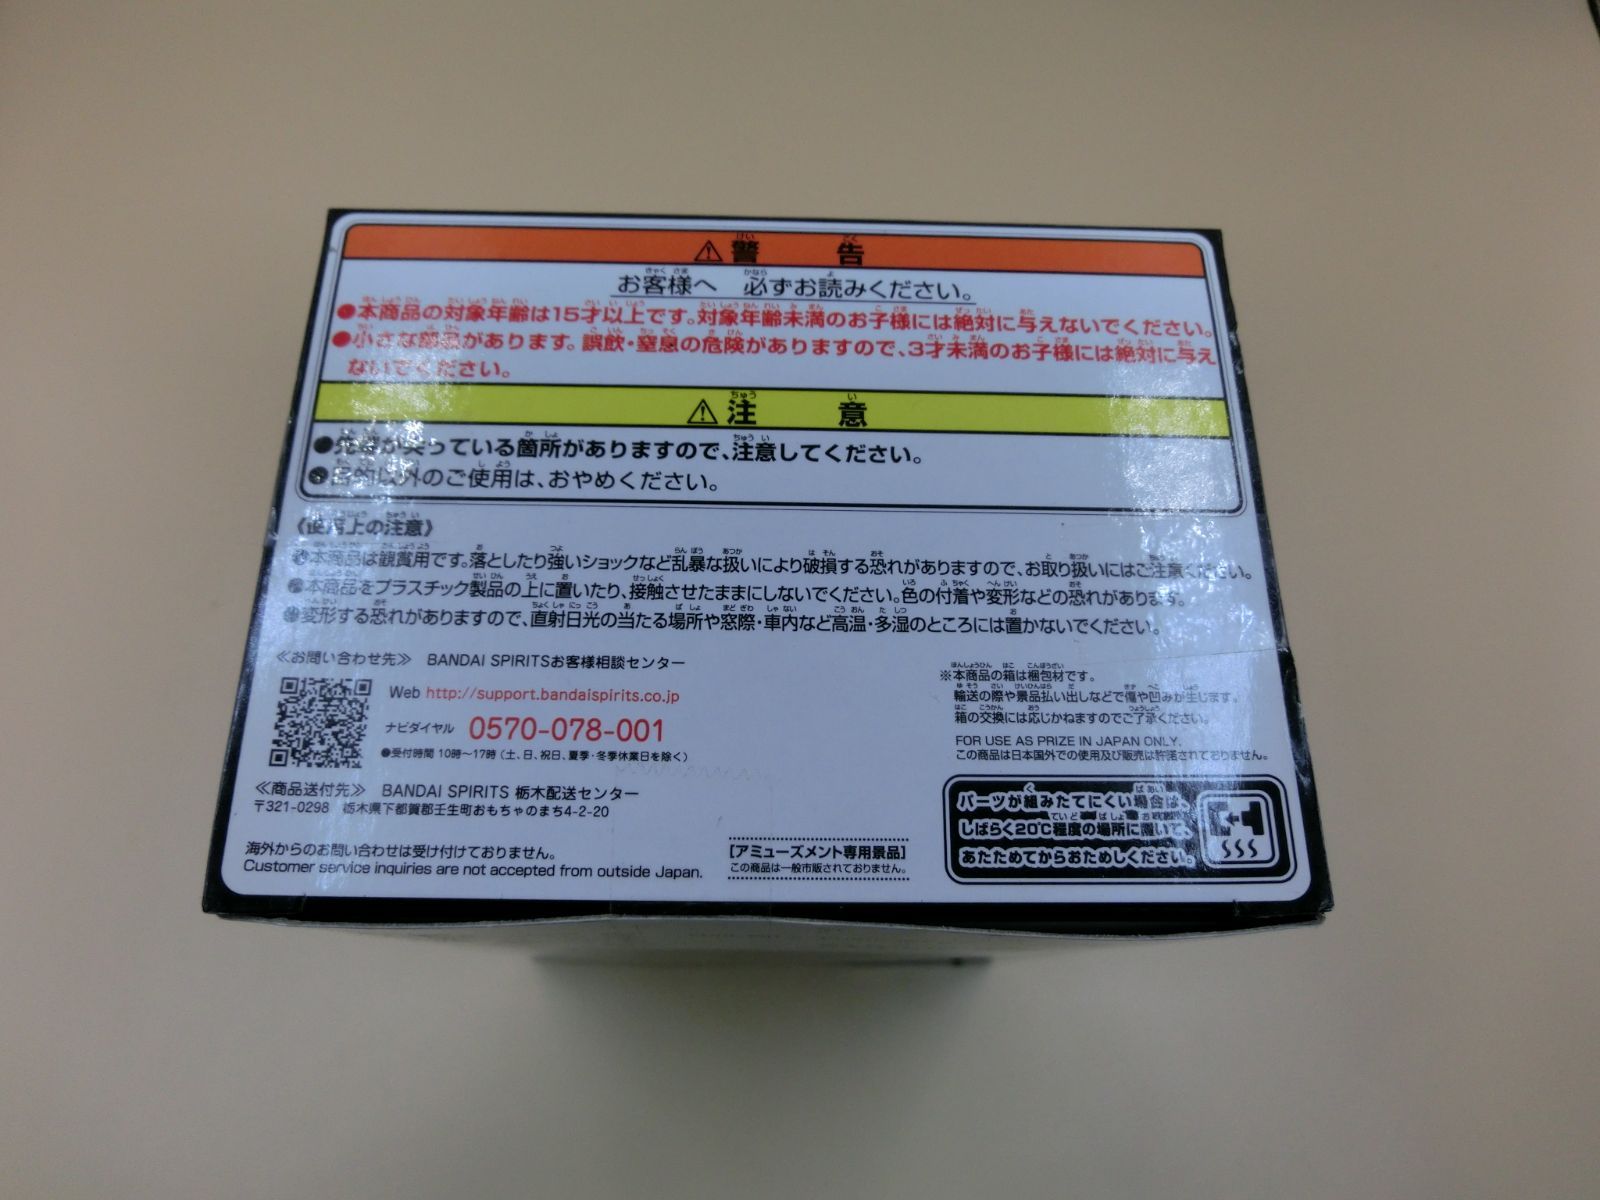 ⚠警告
お客様へ 必ずお読みください。
●本商品の対象年齢は15才以上です。対象年齢未満のお子様には絶対に与えないでください。
●小さな部品があります。誤飲・窒息の危険がありますので、3才未満のお子様には絶対に与え
ないでください。
⚠注意
●先端が尖っている箇所がありますので、注意してください。
●目的以外のご使用は、おやめください。
《使用上の注意》
●本商品は観賞用です。落としたり強いショックなど乱暴な扱いにより破損する恐れがありますので、お取り扱いにはご注意ください。
●本商品をプラスチック製品の上に置いたり、接触させたままにしないでください。色の付着や変形などの恐れがあります。
●変形する恐れがありますので、直射日光の当たる場所や窓際・車内など高温・多湿のところには置かないでください。
≪お問い合わせ先≫ BANDAI SPIRITSお客様相談センター
Web http://support.bandaispirits.co.jp
ナビダイヤル 0570-078-001
●受付時間 10時〜17時(土、日、祝日、夏季・冬季休業日を除く)
≪商品送付先≫ BANDAI SPIRITS 栃木配送センター
〒321-0298 栃木県下都賀郡壬生町おもちゃのまち4-2-20
海外からのお問い合わせは受け付けておりません。
Customer service inquiries are not accepted from outside Japan.
[アミューズメント専用景品]
この商品は一般市販されておりません。
※本商品の箱は梱包材です。
輸送の際や景品払い出しなどで傷や凹みが生じます。
箱の交換には応じかねますのでご了承ください。
FOR USE AS PRIZE IN JAPAN ONLY.
この商品は日本国外での使用及び販売は許諾されておりません。
パーツが組みたてにくい場合は、
しばらく20℃程度の場所に置いて、
あたためてからおためしください。